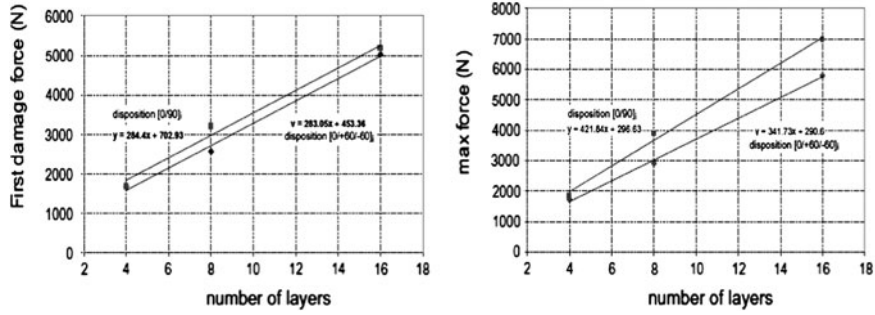 First damage force (N)
6000
5000
4000
3000
2000
1000
0
2 4 6 8 10 12 14 16 18
number of layers
disposition [0/90]j
y = 284.4x + 702.93
y = 283.05x + 453.36
disposition [0/+60/-60]j
max force (N)
8000
7000
6000
5000
4000
3000
2000
1000
0
2 4 6 8 10 12 14 16 18
number of layers
disposition [0/90]j
y = 421.84x + 296.63
y = 341.73x + 290.6
disposition [0/+60/-60]j